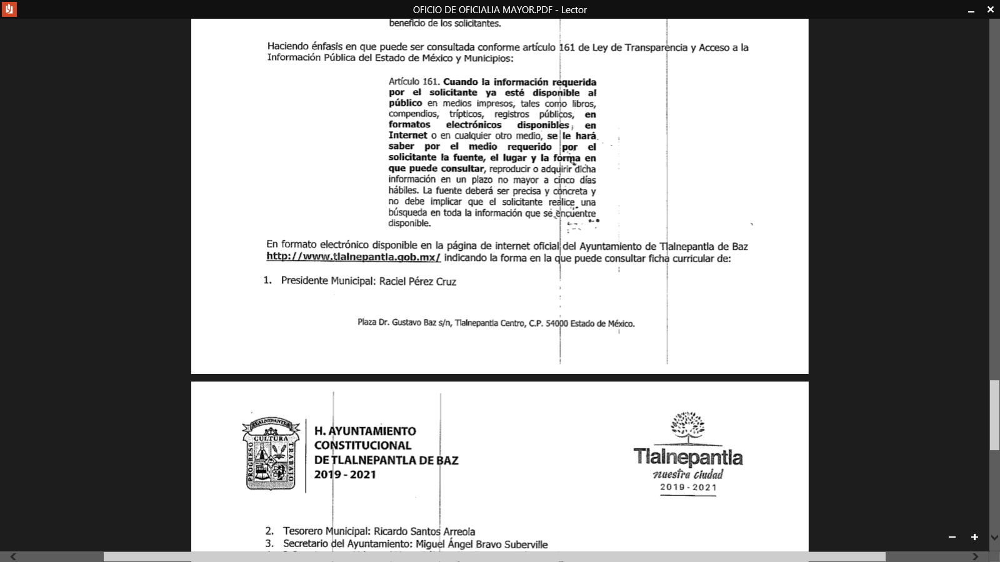 OFICIO DE OFICIALIA MAYOR.PDF - Lector
beneficio de los solicitantes.
Haciendo énfasis en que puede ser consultada conforme artículo 161 de Ley de Transparencia y Acceso a la
Información Pública del Estado de México y Municipios:
Artículo 161. Cuando la información requerida
por el solicitante ya esté disponible al
público en medios impresos, tales como libros,
compendios, trípticos, registros públicos, en
formatos electrónicos disponibles en
Internet o en cualquier otro medio, se le hará
saber por el medio requerido por el
solicitante la fuente, el lugar y la forma en
que puede consultar, reproducir o adquirir dicha
información en un plazo no mayor a cinco días
hábiles. La fuente deberá ser precisa y concreta y
no debe implicar que el solicitante realice una
búsqueda en toda la información que se encuentre
disponible.
En formato electrónico disponible en la página de internet oficial del Ayuntamiento de Tlalnepantla de Baz
http://www.tlalnepantla.gob.mx/ indicando la forma en la que puede consultar ficha curricular de:
1. Presidente Municipal: Raciel Pérez Cruz
Plaza Dr. Gustavo Baz s/n, Tlalnepantla Centro, C.P. 54000 Estado de México.
TLALNEPANTLA
CULTURA
PROGRESO
TRABAJO
H. AYUNTAMIENTO
CONSTITUCIONAL
DE TLALNEPANTLA DE BAZ
2019 - 2021
Tlalnepantla
nuestra ciudad
2019 - 2021
2. Tesorero Municipal: Ricardo Santos Arreola
3. Secretario del Ayuntamiento: Miguel Ángel Bravo Suberville